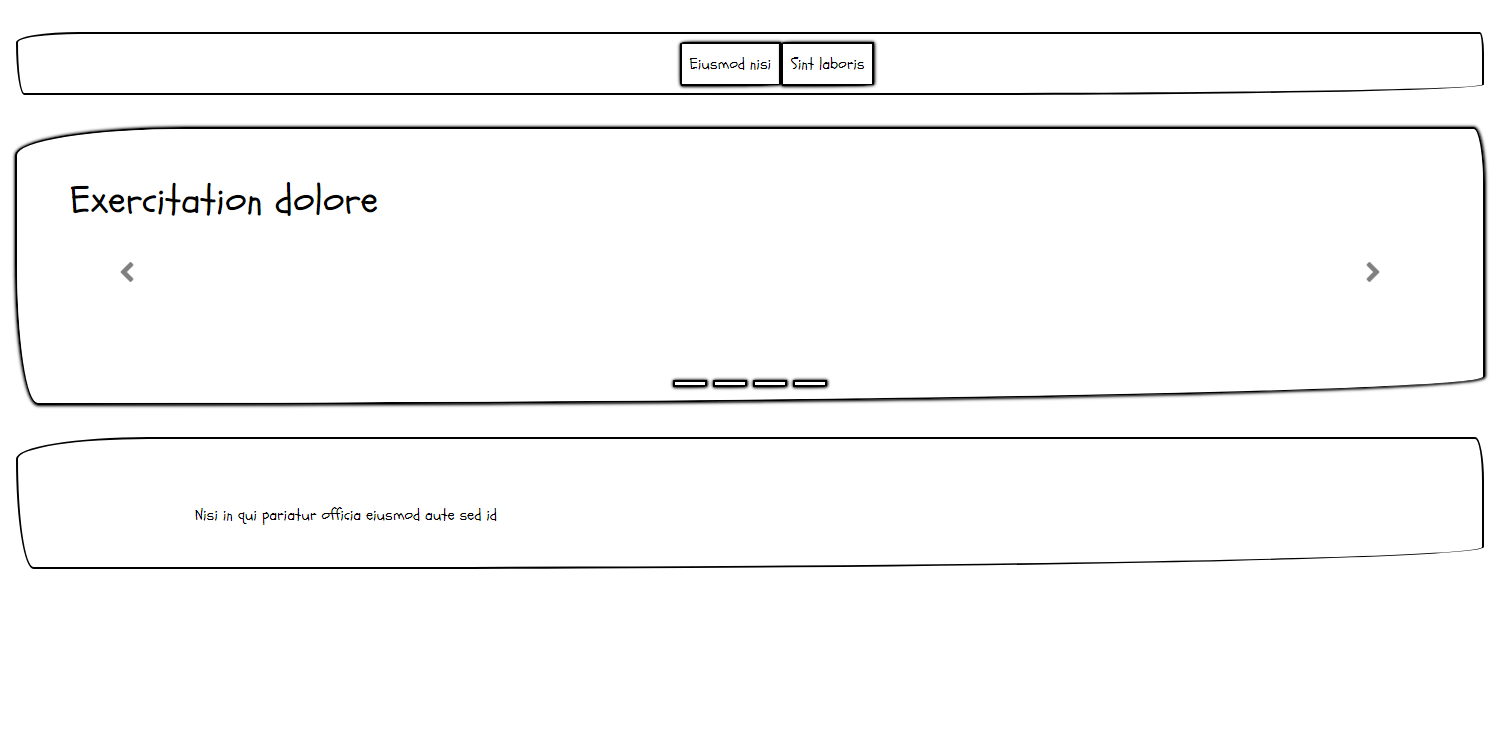 Eiusmod nisi
Sint laboris
Exercitation dolore
Nisi in qui pariatur officia eiusmod aute sed id